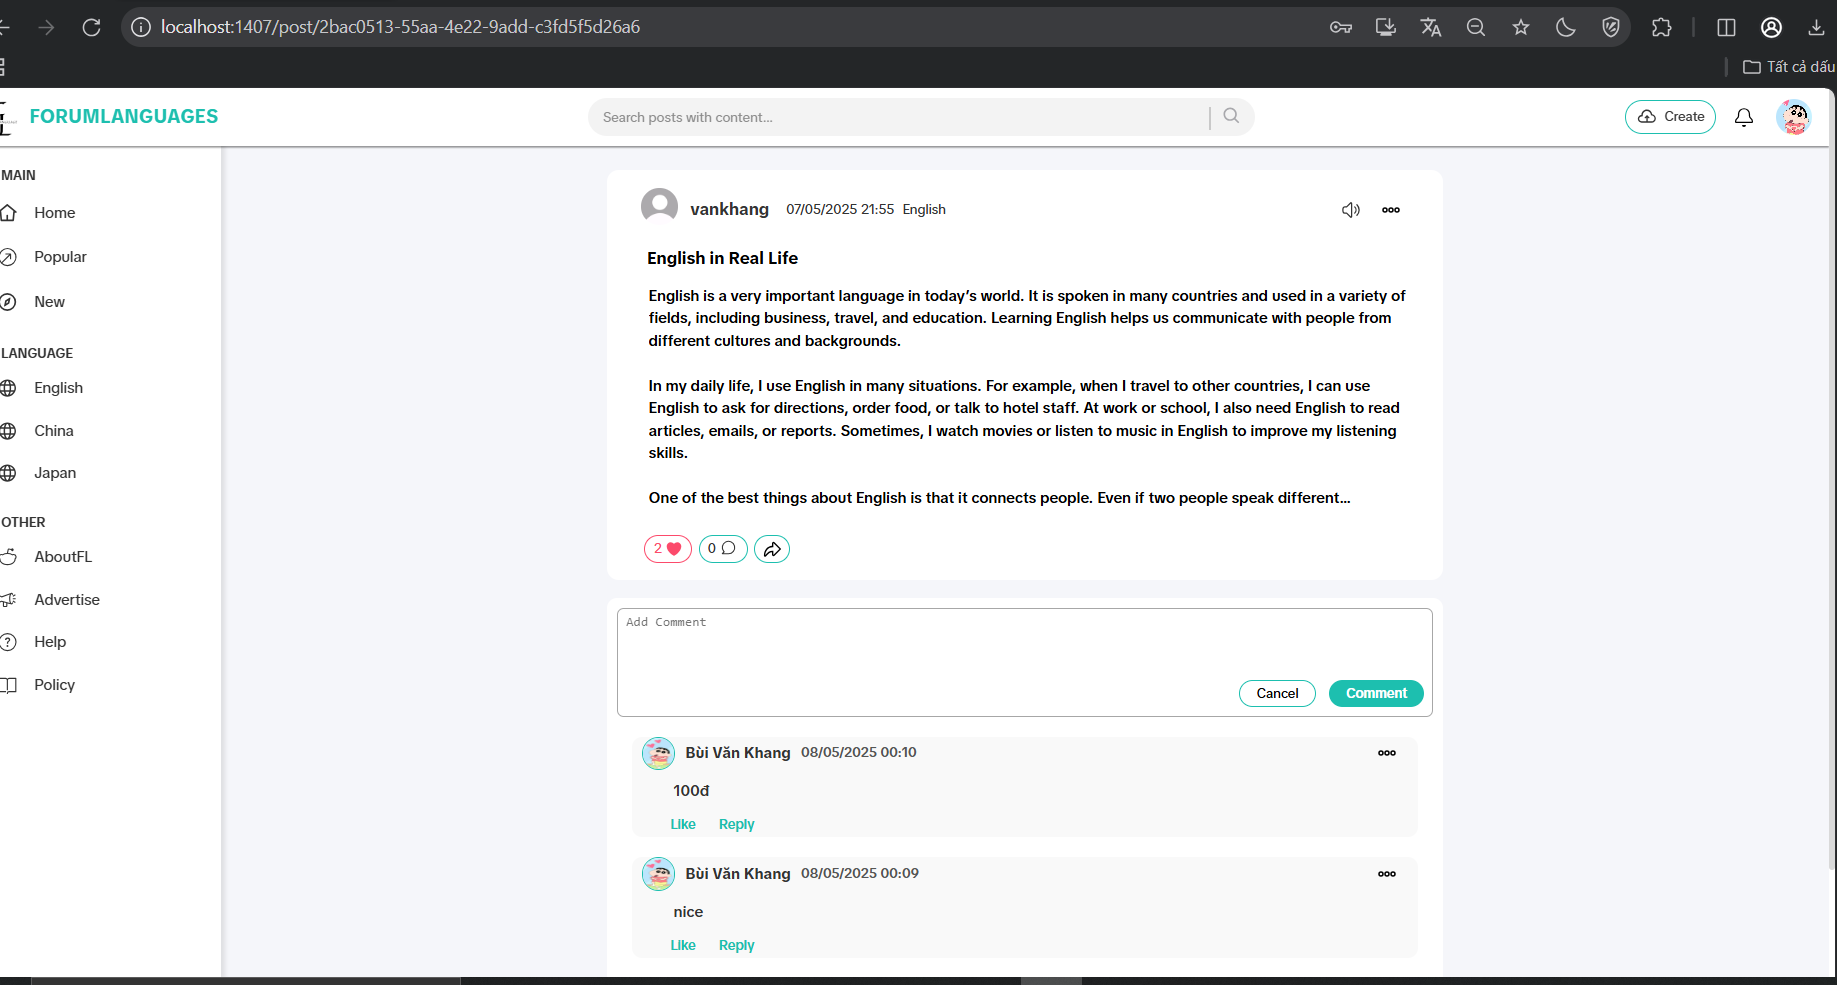 localhost:1407/post/2bac0513-55aa-4e22-9add-c3fd5f5d26a6
Tất cả dấu
FORUMLANGUAGES
Search posts with content...
Create
MAIN
Home
Popular
New
LANGUAGE
English
China
Japan
OTHER
AboutFL
Advertise
Help
Policy
vankhang 07/05/2025 21:55 English
English in Real Life
English is a very important language in today’s world. It is spoken in many countries and used in a variety of
fields, including business, travel, and education. Learning English helps us communicate with people from
different cultures and backgrounds.
In my daily life, I use English in many situations. For example, when I travel to other countries, I can use
English to ask for directions, order food, or talk to hotel staff. At work or school, I also need English to read
articles, emails, or reports. Sometimes, I watch movies or listen to music in English to improve my listening
skills.
One of the best things about English is that it connects people. Even if two people speak different...
2
0
Add Comment
Cancel
Comment
Bùi Văn Khang 08/05/2025 00:10
100đ
Like Reply
Bùi Văn Khang 08/05/2025 00:09
nice
Like Reply